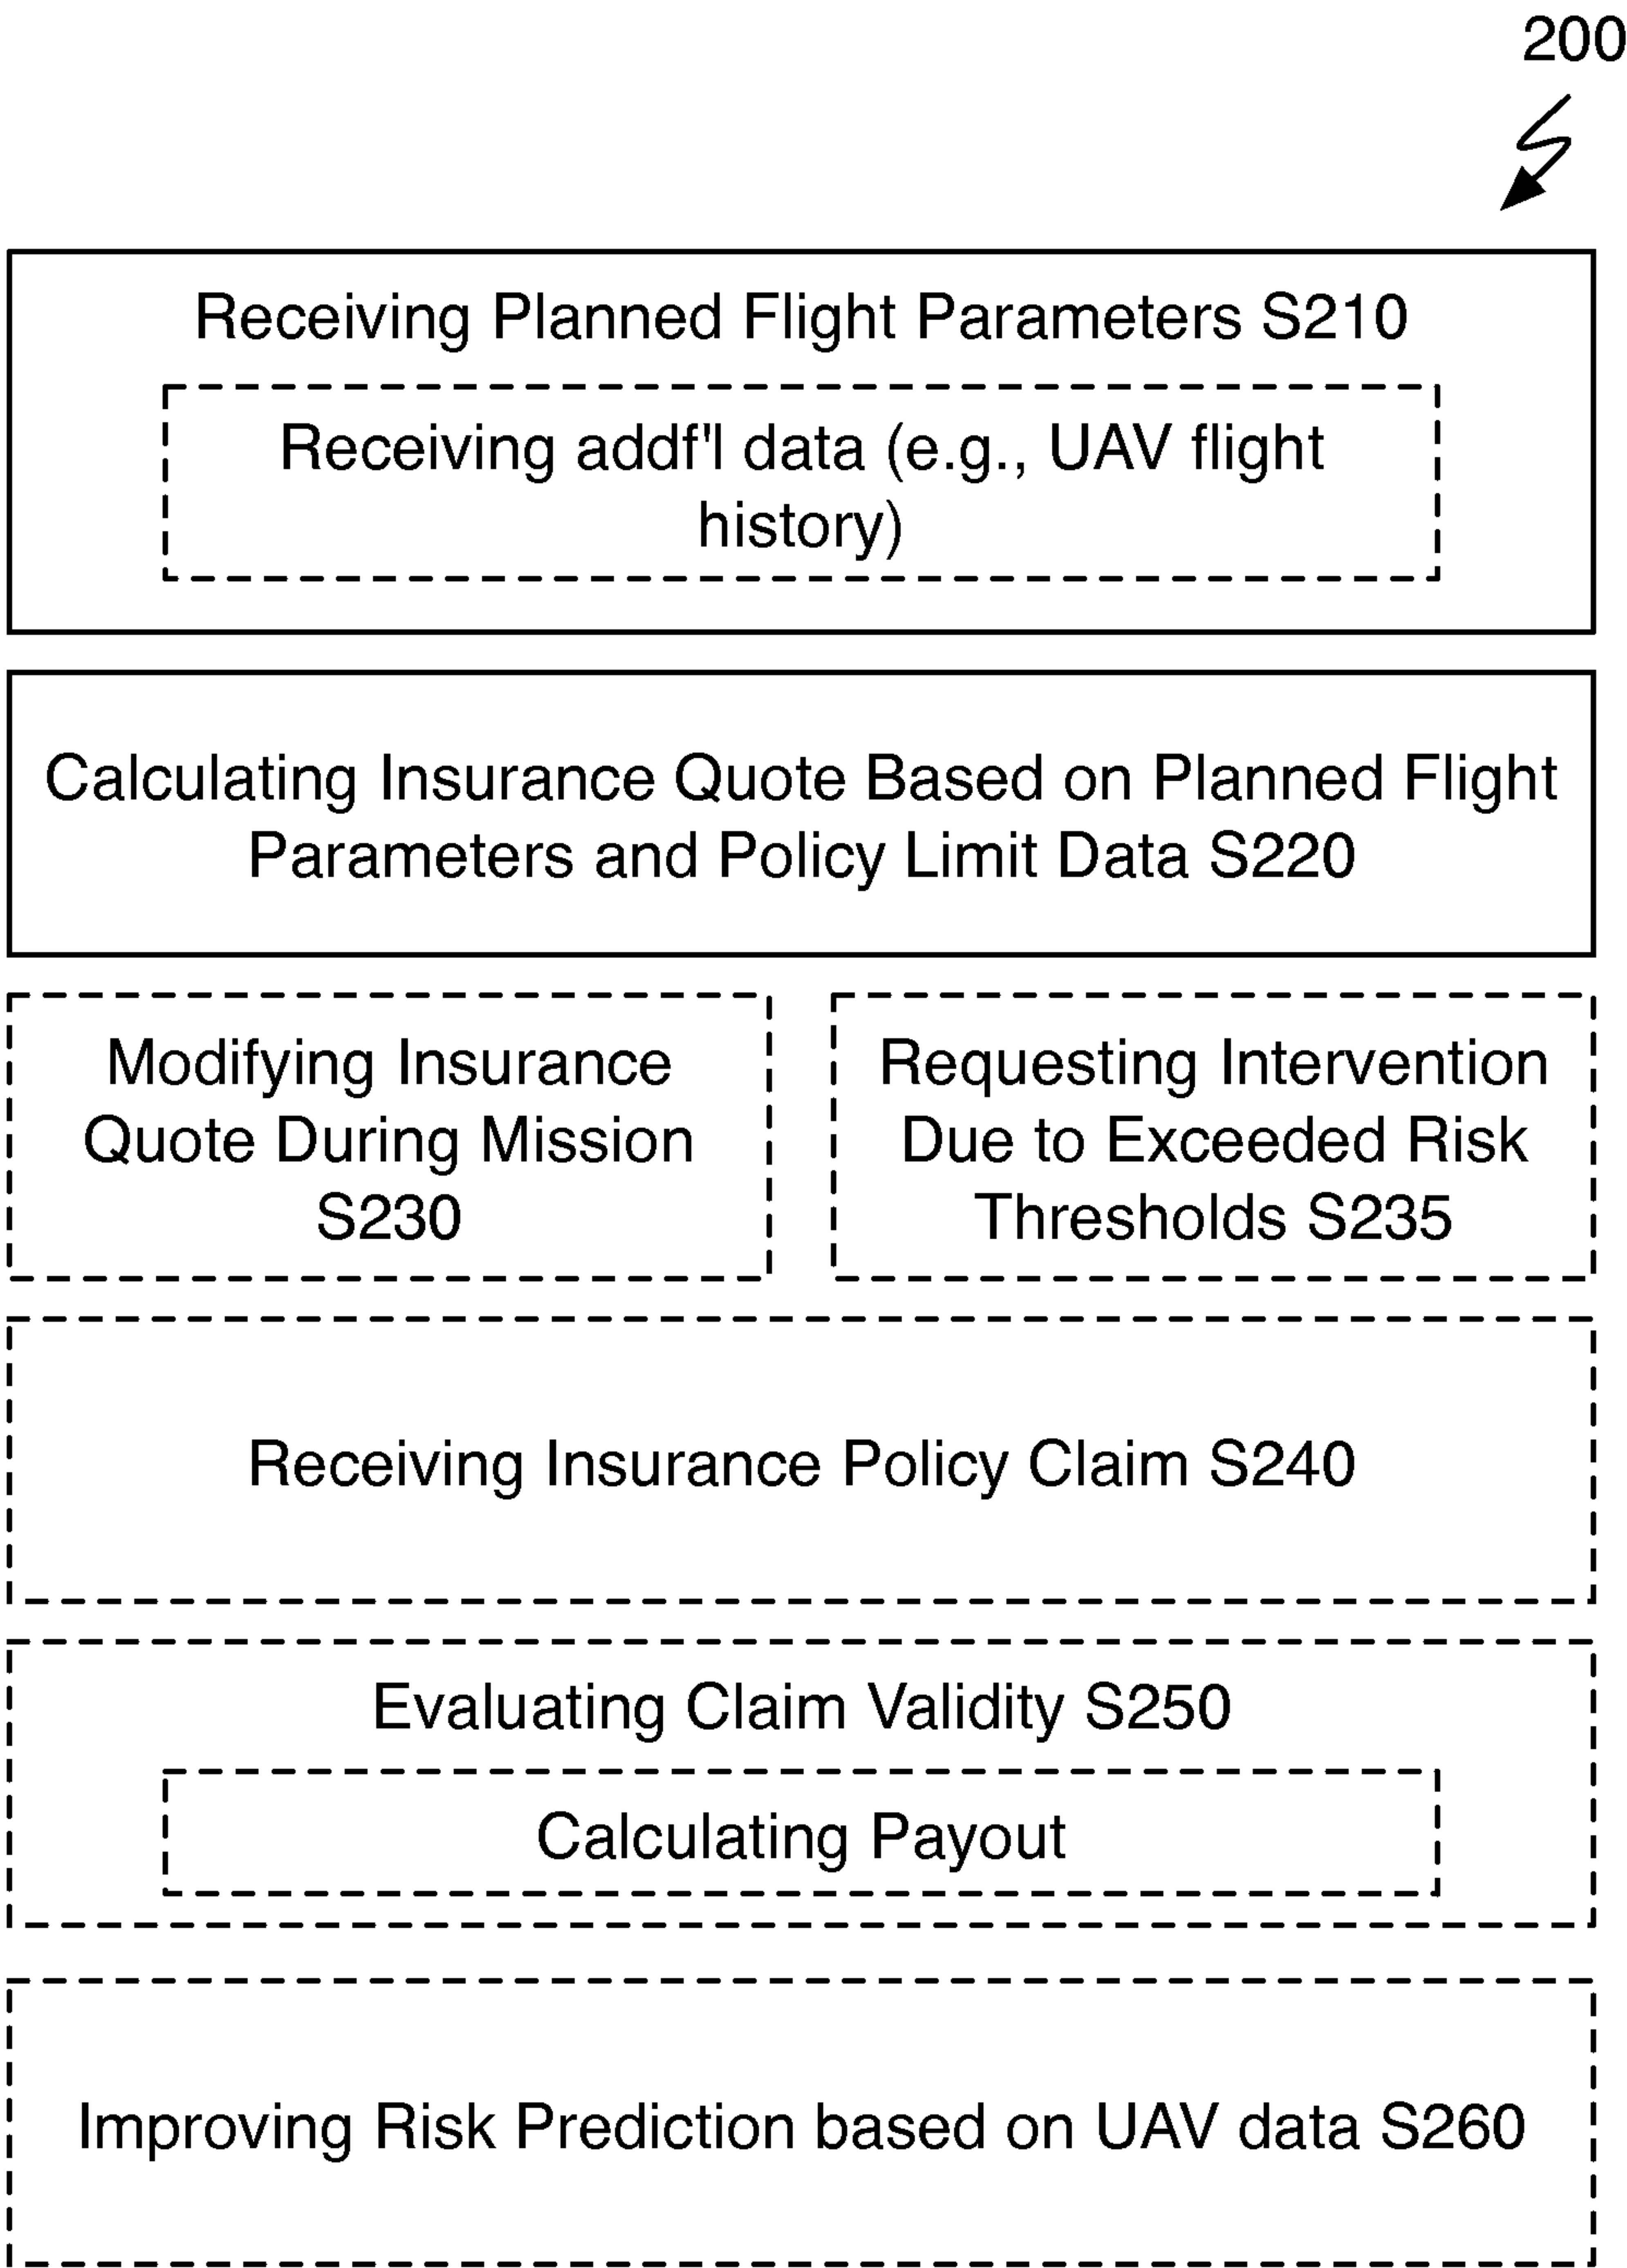 200
Receiving Planned Flight Parameters S210
Receiving addf'l data (e.g., UAV flight
history)
Calculating Insurance Quote Based on Planned Flight
Parameters and Policy Limit Data S220
Modifying Insurance
Quote During Mission
S230
Requesting Intervention
Due to Exceeded Risk
Thresholds S235
Receiving Insurance Policy Claim S240
Evaluating Claim Validity S250
Calculating Payout
Improving Risk Prediction based on UAV data S260